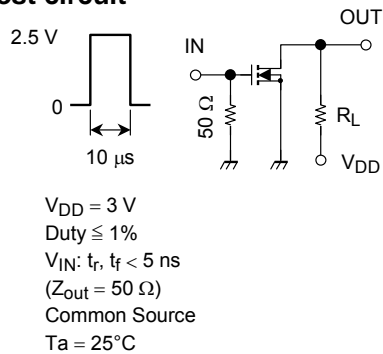 2.5 V
0
10 μs
IN
50 Ω
OUT
RL
VDD
VDD = 3 V
Duty ≦ 1%
VIN: tr, tf < 5 ns
(Zout = 50 Ω)
Common Source
Ta = 25°C